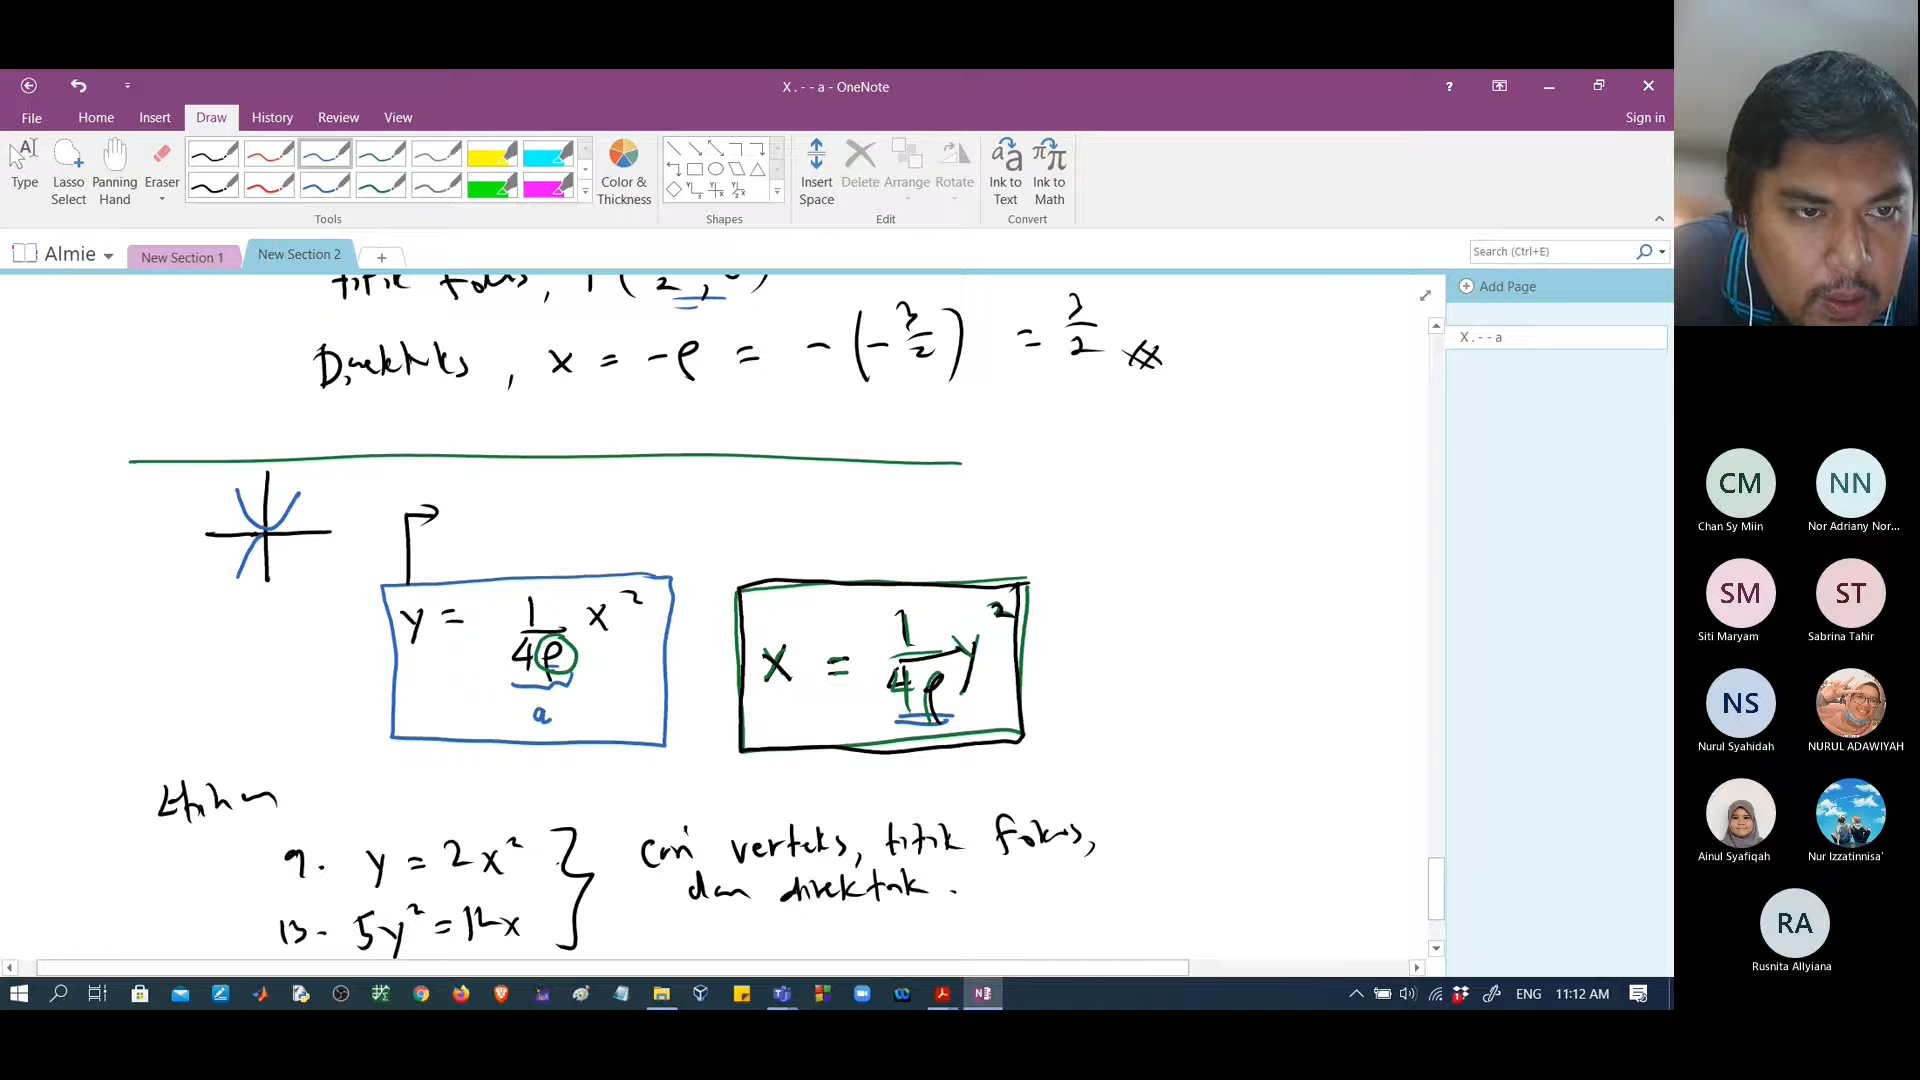 X . - - a - OneNote
?
File
Home
Insert
Draw
History
Review
View
Sign in
Type
Lasso Select
Panning Hand
Eraser
Color & Thickness
Insert Space
Delete
Arrange
Rotate
Ink to Text
Ink to Math
Tools
Shapes
Edit
Convert
Almie
New Section 1
New Section 2
Search (Ctrl+E)
Add Page
X . - - a
titik fokus,
Direktriks, x = -p = -(-3/2) = 3/2
y = 1/4p x²
a
x = 1/4p y²
Latihan
9. y = 2x²
Cari verteks, titik fokus,
dan direktrik.
13. 5y² = 12x
ENG
11:12 AM
CM
Chan Sy Miin
NN
Nor Adriany Nor...
SM
Siti Maryam
ST
Sabrina Tahir
NS
Nurul Syahidah
NURUL ADAWIYAH
Ainul Syafiqah
Nur Izzatinnisa'
RA
Rusnita Allyiana